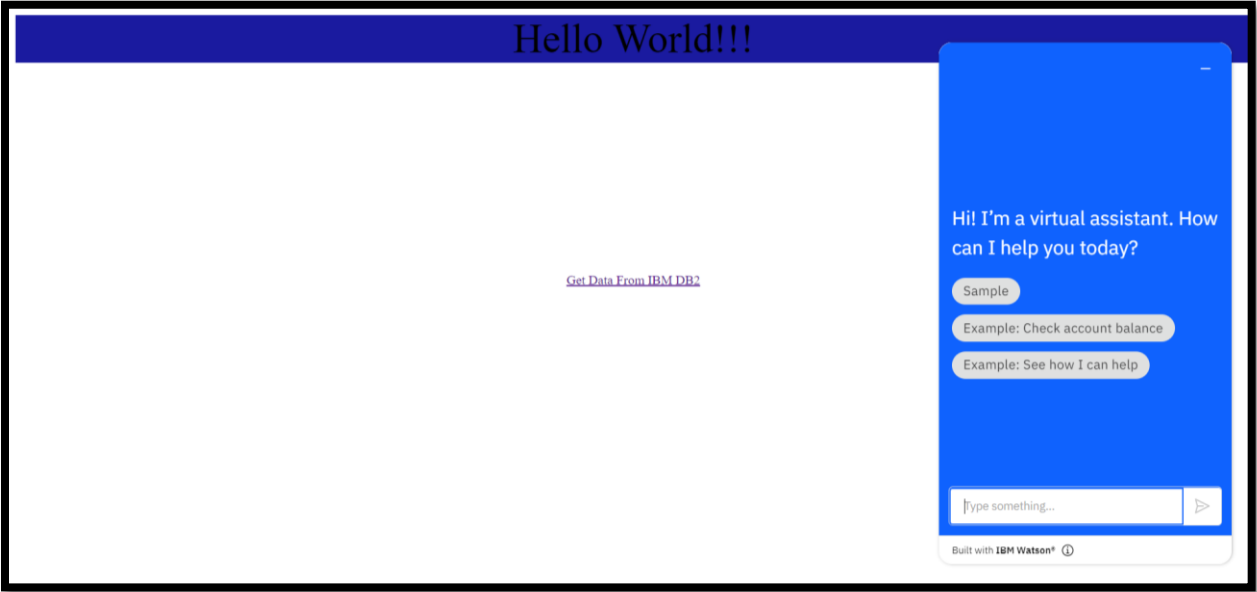 Hello World!!!
Get Data From IBM DB2
Hi! I’m a virtual assistant. How
can I help you today?
Sample
Example: Check account balance
Example: See how I can help
Type something...
Built with IBM Watson®